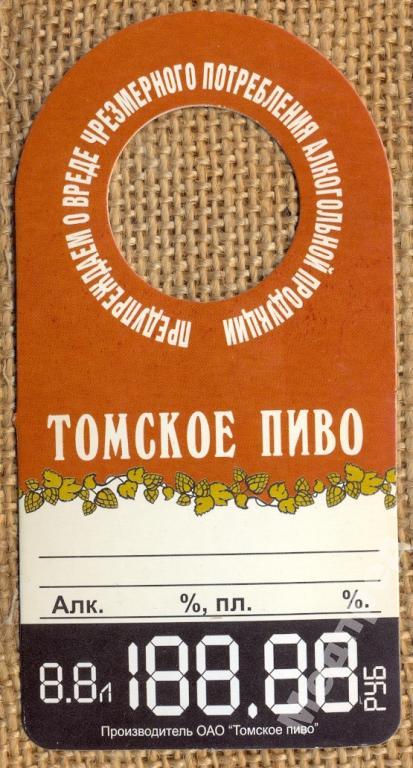 ПРЕДУПРЕЖДАЕМ О ВРЕДЕ ЧРЕЗМЕРНОГО ПОТРЕБЛЕНИЯ АЛКОГОЛЬНОЙ ПРОДУКЦИИ
ТОМСКОЕ ПИВО
Алк. %, пл. %.
8.8л 188.88 РУБ
Производитель ОАО "Томское пиво"